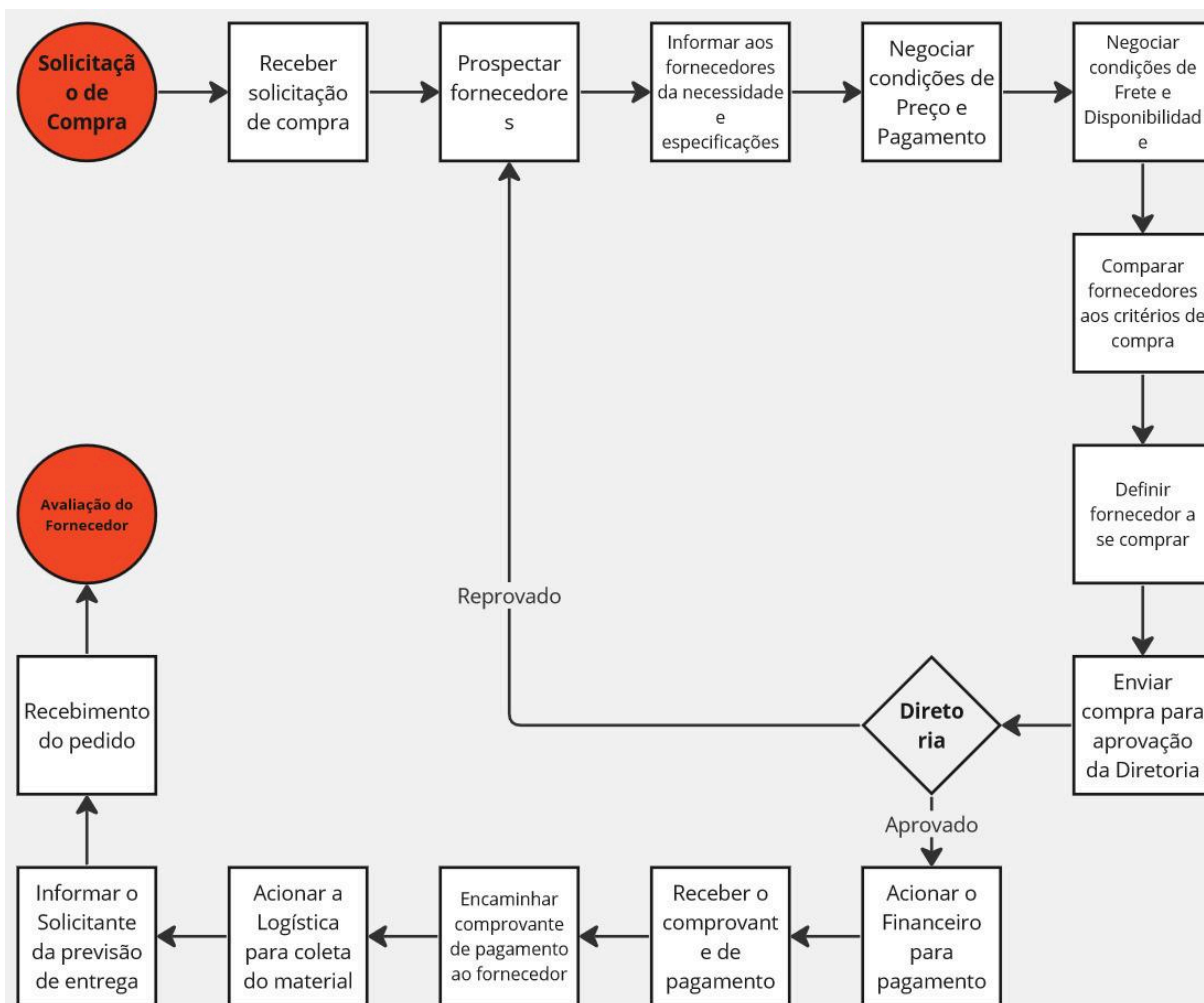 Solicitaçã
o de
Compra
Receber
solicitação
de compra
Prospectar
fornecedore
s
Informar aos
fornecedores
da necessidade
e
especificações
Negociar
condições de
Preço e
Pagamento
Negociar
condições de
Frete e
Disponibilidad
e
Comparar
fornecedores
aos critérios de
compra
Definir
fornecedor a
se comprar
Enviar
compra para
aprovação
da Diretoria
Direto
ria
Reprovado
Aprovado
Acionar o
Financeiro
para
pagamento
Receber o
comprovant
e de
pagamento
Encaminhar
comprovante
de pagamento
ao fornecedor
Acionar a
Logística
para coleta
do material
Informar o
Solicitante
da previsão
de entrega
Recebimento
do pedido
Avaliação do
Fornecedor